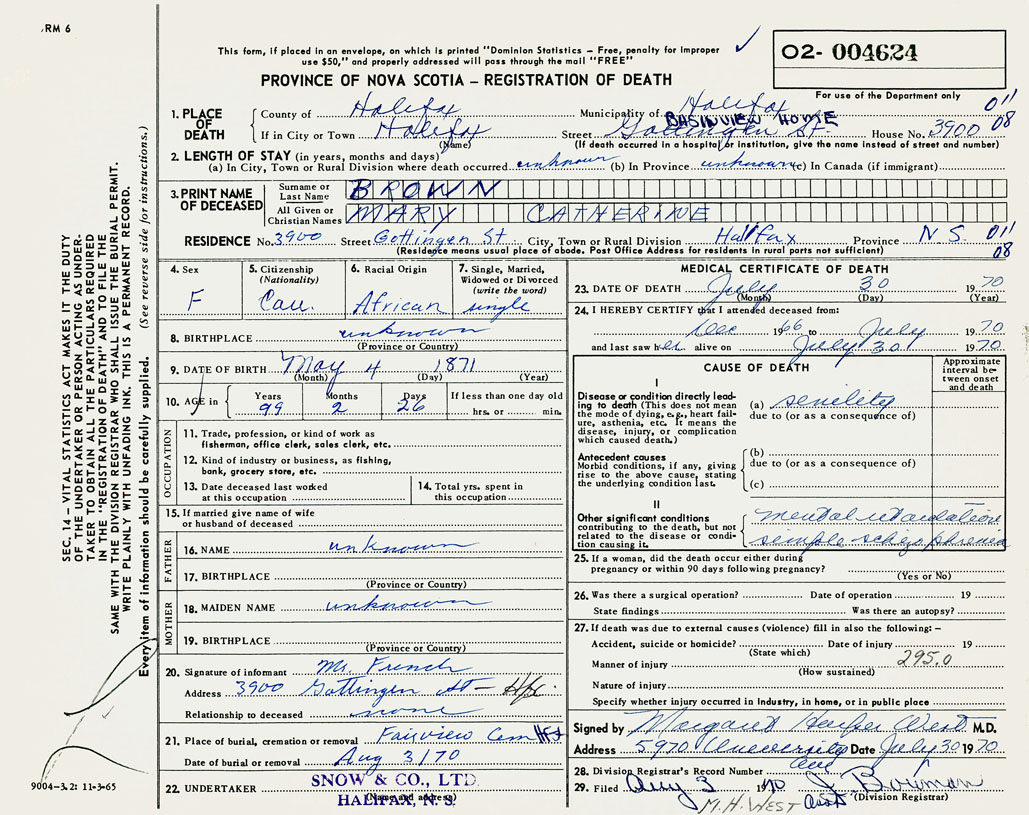 RM 6
This form, if placed in an envelope, on which is printed "Dominion Statistics – Free, penalty for improper
use $50," and properly addressed will pass through the mail "FREE"
02- 004624
PROVINCE OF NOVA SCOTIA – REGISTRATION OF DEATH
For use of the Department only
011
08
1. PLACE OF DEATH
County of Halifax Municipality of Halifax
BASINVIEW HOME
If in City or Town Halifax Street Gottingen St House No. 3900
(Name) (If death occurred in a hospital or institution, give the name instead of street and number)
2. LENGTH OF STAY (in years, months and days)
(a) In City, Town or Rural Division where death occurred unknown (b) In Province unknown (c) In Canada (if immigrant)
3. PRINT NAME OF DECEASED
Surname or Last Name BROWN
All Given or Christian Names MARY CATHERINE
RESIDENCE No. 3900 Street Gottingen St. City, Town or Rural Division Halifax Province N S 011
(Residence means usual place of abode. Post Office Address for residents in rural parts not sufficient) 08
4. Sex
F
5. Citizenship (Nationality)
Can.
6. Racial Origin
African
7. Single, Married, Widowed or Divorced (write the word)
single
8. BIRTHPLACE unknown
(Province or Country)
9. DATE OF BIRTH May 4 1871
(Month) (Day) (Year)
10. AGE in Years Months Days If less than one day old
99 2 26 hrs. or min.
OCCUPATION
11. Trade, profession, or kind of work as
fisherman, office clerk, sales clerk, etc.
12. Kind of industry or business, as fishing,
bank, grocery store, etc.
13. Date deceased last worked
at this occupation
14. Total yrs. spent in
this occupation
15. If married give name of wife
or husband of deceased
FATHER
16. NAME unknown
17. BIRTHPLACE
(Province or Country)
MOTHER
18. MAIDEN NAME unknown
19. BIRTHPLACE
(Province or Country)
20. Signature of informant Mr. French
Address 3900 Gottingen St – Hfx.
Relationship to deceased none
21. Place of burial, cremation or removal Fairview Cem Hfx
Date of burial or removal Aug 3/70
22. UNDERTAKER SNOW & CO., LTD.
(Name and address)
HALIFAX, N. S.
MEDICAL CERTIFICATE OF DEATH
23. DATE OF DEATH July 30 1970
(Month) (Day) (Year)
24. I HEREBY CERTIFY that I attended deceased from:
Dec 1966 to July 1970
and last saw her alive on July 30 1970
CAUSE OF DEATH
Approximate interval between onset and death
I
Disease or condition directly lead-
ing to death (This does not mean
the mode of dying, e.g., heart fail-
ure, asthenia, etc. It means the
disease, injury, or complication
which caused death.)
(a) senility
due to (or as a consequence of)
Antecedent causes
Morbid conditions, if any, giving
rise to the above cause, stating
the underlying condition last.
(b)
due to (or as a consequence of)
(c)
II
Other significant conditions
contributing to the death, but not
related to the disease or condi-
tion causing it.
mental retardation
simple schizophrenia
25. If a woman, did the death occur either during
pregnancy or within 90 days following pregnancy?
(Yes or No)
26. Was there a surgical operation? Date of operation 19
State findings Was there an autopsy?
27. If death was due to external causes (violence) fill in also the following: –
Accident, suicide or homicide? Date of injury 19
(State which)
295.0
Manner of injury
(How sustained)
Nature of injury
Specify whether injury occurred in Industry, in home, or in public place
Signed by Margaret Harper West M.D.
Address 5970 University Ave Date July 30 1970
28. Division Registrar's Record Number
29. Filed Aug 3 1970 J Bowman
(Division Registrar)
M.H. WEST
SEC. 14 – VITAL STATISTICS ACT MAKES IT THE DUTY
OF THE UNDERTAKER OR PERSON ACTING AS UNDER-
TAKER TO OBTAIN ALL THE PARTICULARS REQUIRED
IN THE "REGISTRATION OF DEATH" AND TO FILE THE
SAME WITH THE DIVISION REGISTRAR WHO SHALL ISSUE THE BURIAL PERMIT.
WRITE PLAINLY WITH UNFADING INK. THIS IS A PERMANENT RECORD.
Every item of information should be carefully supplied. (See reverse side for instructions.)
9004-3.2: 11-3-65